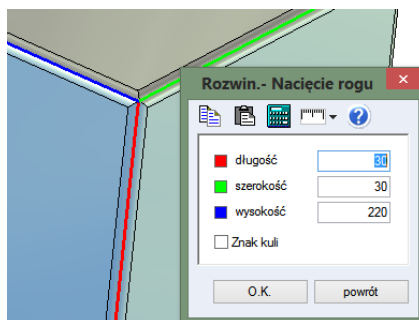 Rozwin.- Nacięcie rogu
długość 30
szerokość 30
wysokość 220
Znak kuli
O.K. powrót